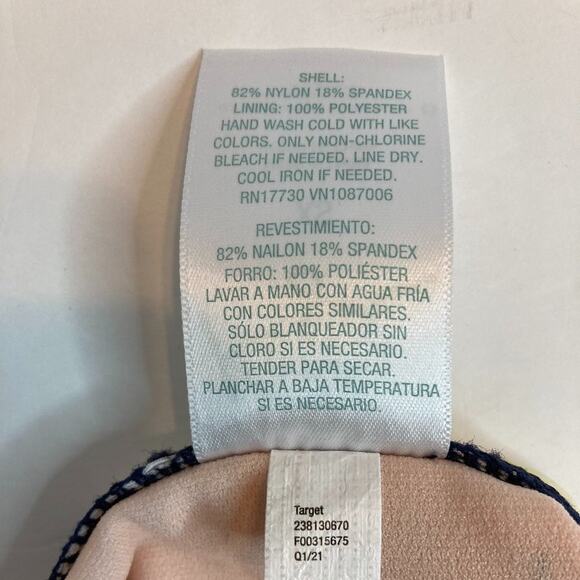 SHELL:
82% NYLON 18% SPANDEX
LINING: 100% POLYESTER
HAND WASH COLD WITH LIKE
COLORS. ONLY NON-CHLORINE
BLEACH IF NEEDED. LINE DRY.
COOL IRON IF NEEDED.
RN17730 VN1087006
REVESTIMIENTO:
82% NAILON 18% SPANDEX
FORRO: 100% POLIÉSTER
LAVAR A MANO CON AGUA FRÍA
CON COLORES SIMILARES.
SÓLO BLANQUEADOR SIN
CLORO SI ES NECESARIO.
TENDER PARA SECAR.
PLANCHAR A BAJA TEMPERATURA
SI ES NECESARIO.
Target
238130670
F00315675
Q1/21